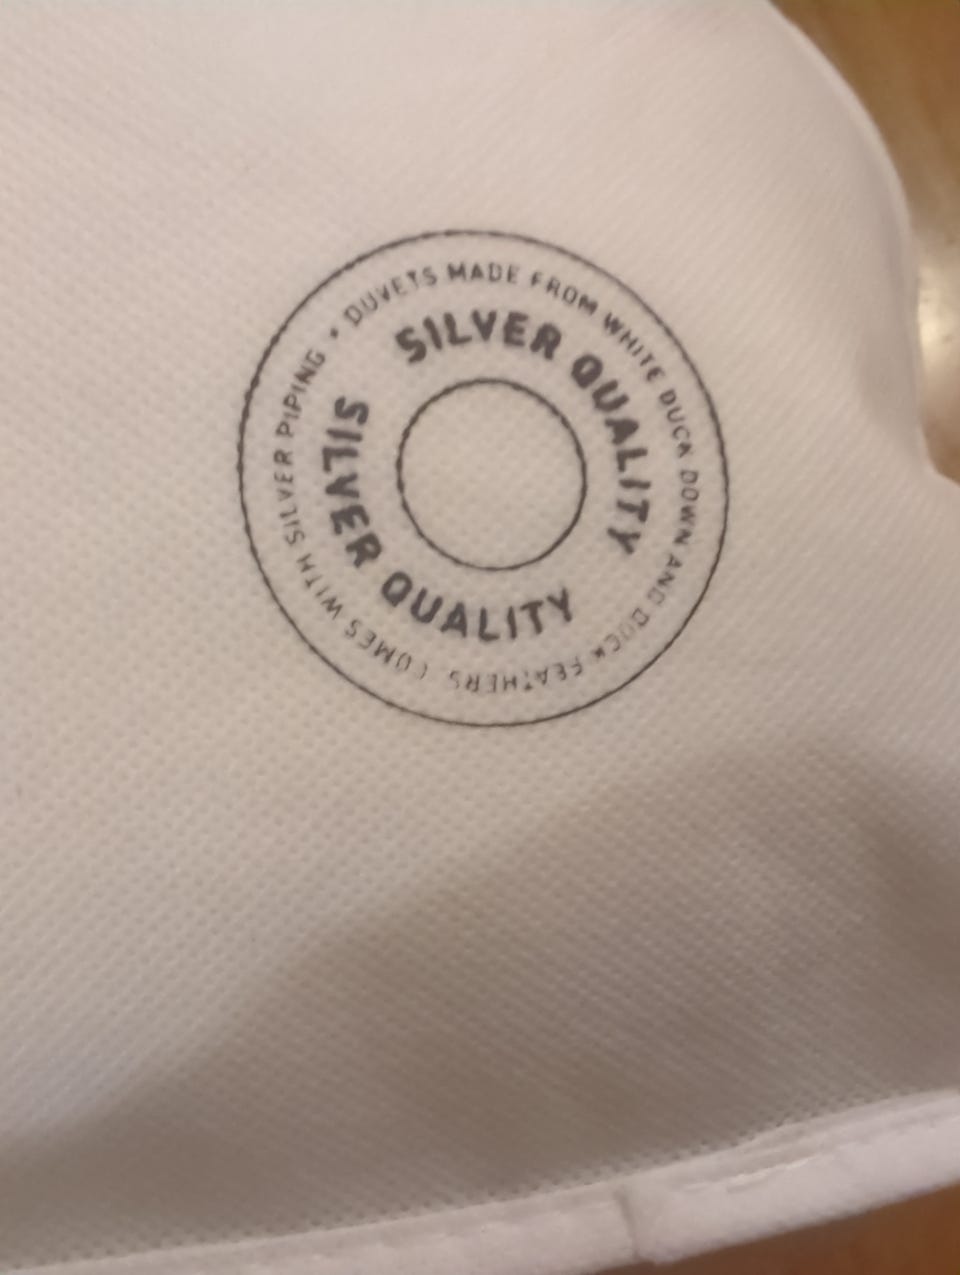 DUVETS MADE FROM WHITE DUCK DOWN AND DUCK FEATHERS COMES WITH SILVER PIPING •
SILVER QUALITY
SILVER QUALITY